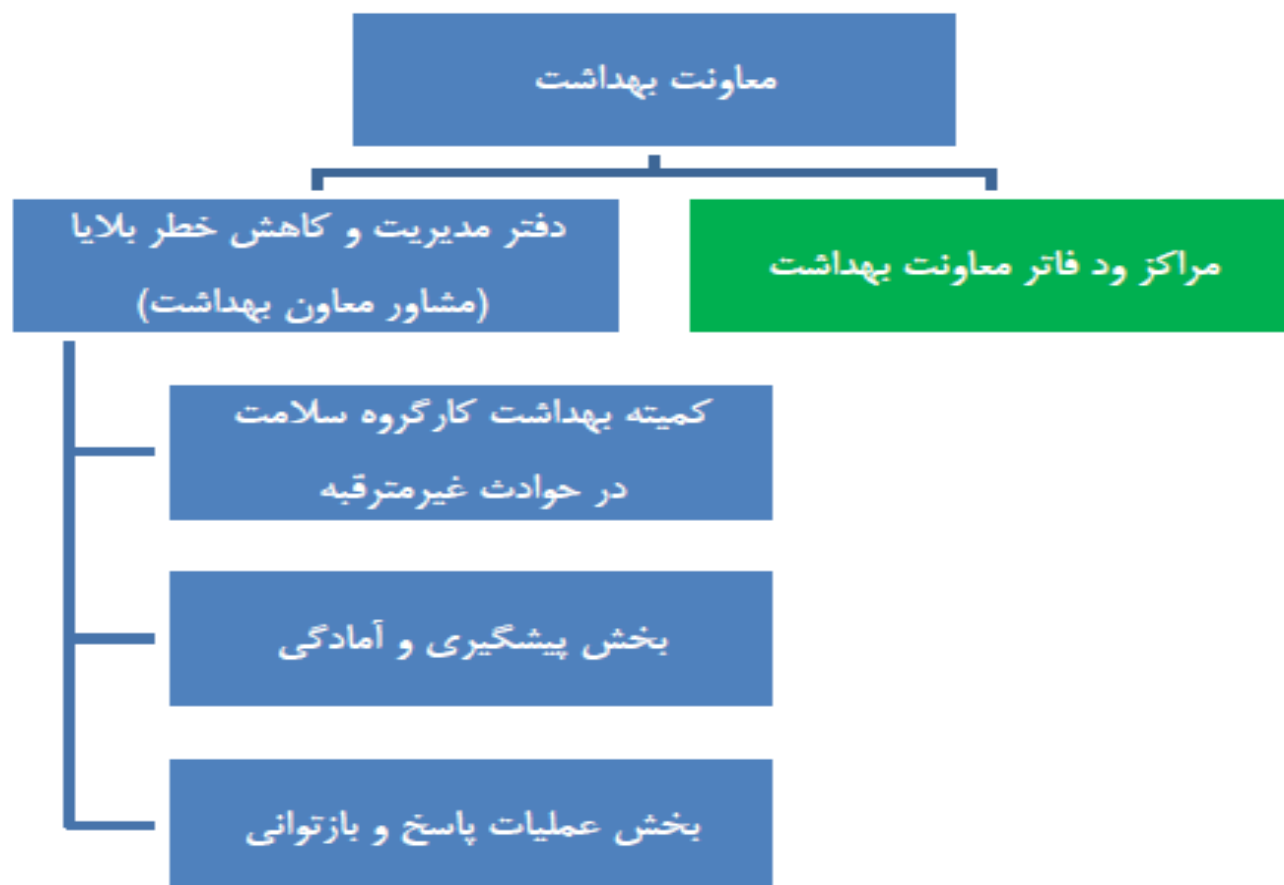 معاونت بهداشت
مراکز ود فاتر معاونت بهداشت
دفتر مدیریت و کاهش خطر بلایا
(مشاور معاون بهداشت)
کمیته بهداشت کارگروه سلامت
در حوادث غیرمترقبه
بخش پیشگیری و آمادگی
بخش عملیات پاسخ و بازتوانی